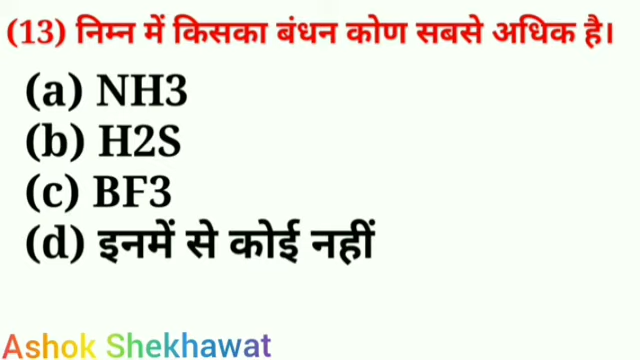 (13) निम्न में किसका बंधन कोण सबसे अधिक है।
(a) NH3
(b) H2S
(c) BF3
(d) इनमें से कोई नहीं
Ashok Shekhawat